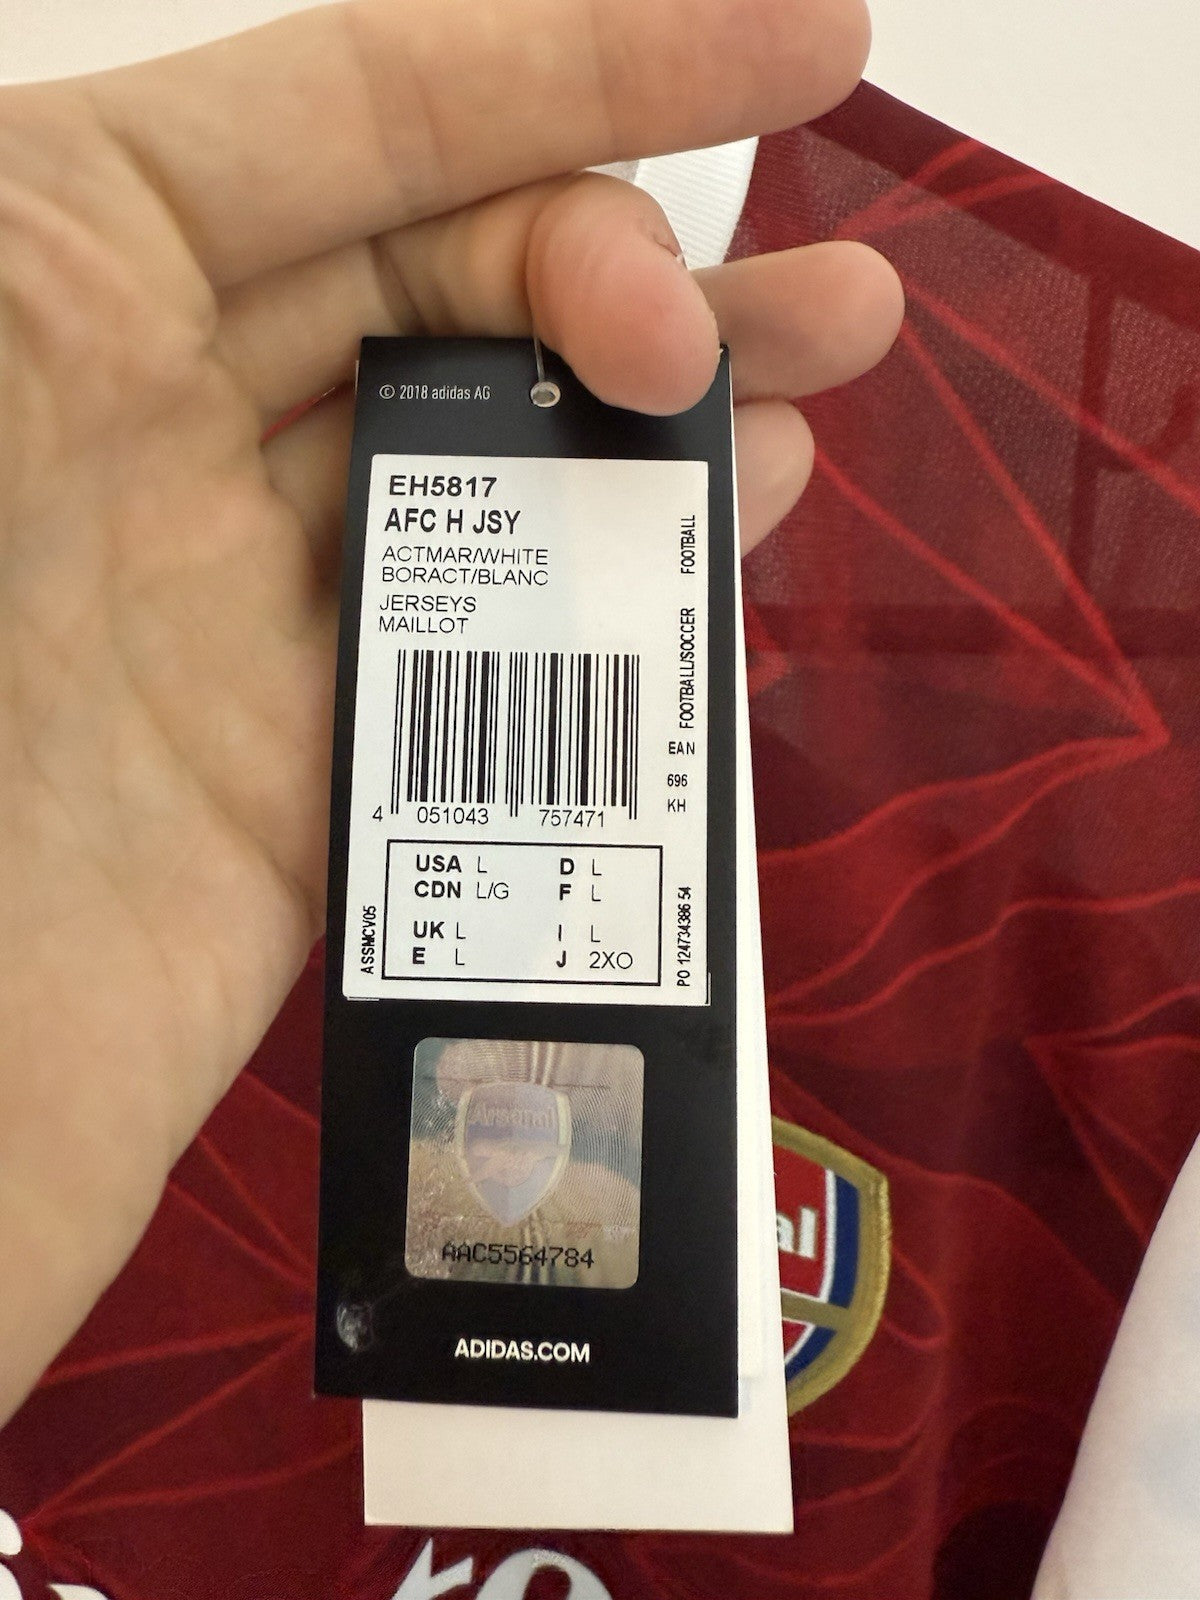 © 2018 adidas AG
EH5817
AFC H JSY
ACTMAR/WHITE
BORACT/BLANC
JERSEYS
MAILLOT
FOOTBALL/SOCCER FOOTBALL
EAN
696
KH
4 051043 757471
USA L D L
CDN L/G F L
UK L I L
E L J 2XO
ASSMCV05
PO 124734386 54
Arsenal
AAC5564784
ADIDAS.COM
al